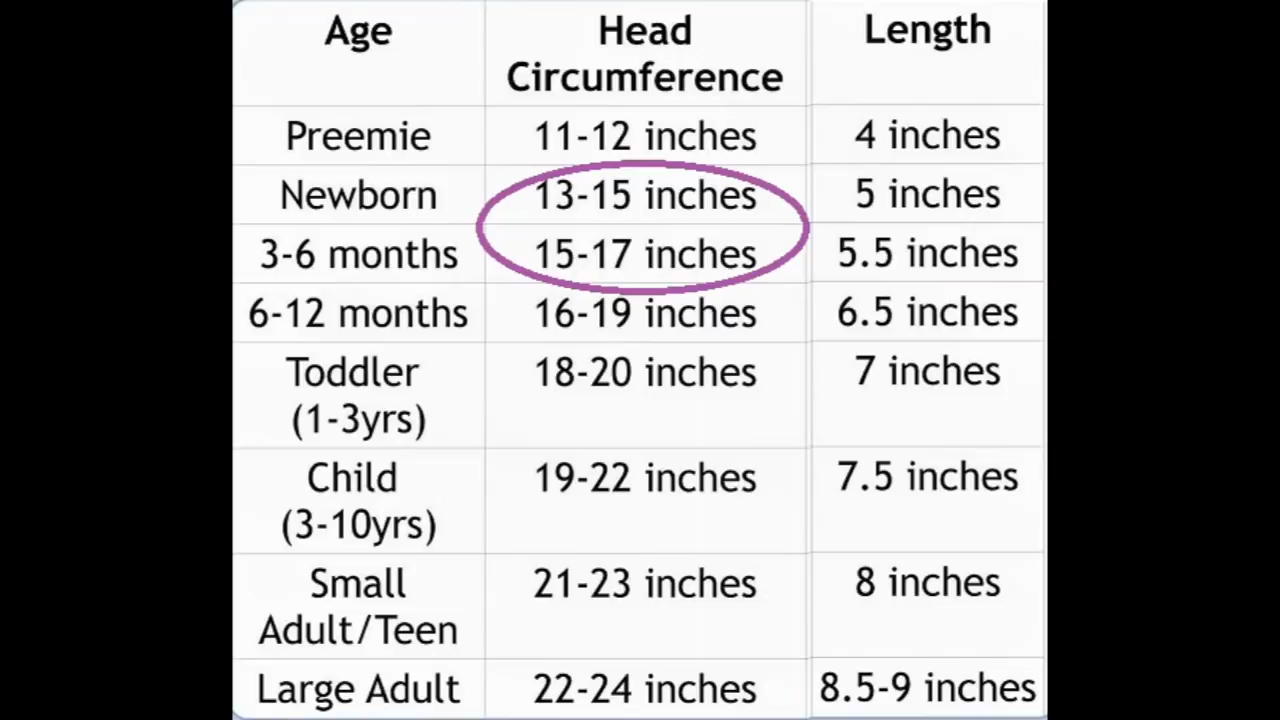 Age Head Circumference Length
Preemie 11-12 inches 4 inches
Newborn 13-15 inches 5 inches
3-6 months 15-17 inches 5.5 inches
6-12 months 16-19 inches 6.5 inches
Toddler (1-3yrs) 18-20 inches 7 inches
Child (3-10yrs) 19-22 inches 7.5 inches
Small Adult/Teen 21-23 inches 8 inches
Large Adult 22-24 inches 8.5-9 inches